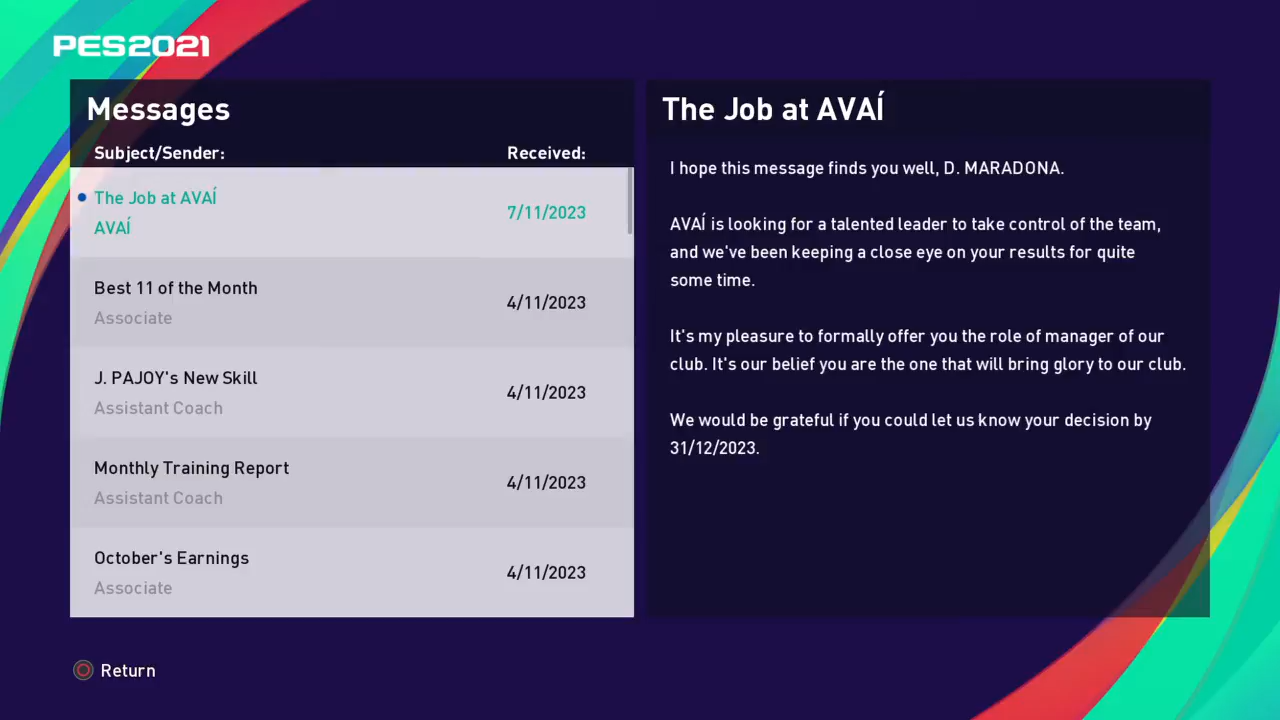 PES2021
Messages
Subject/Sender:
Received:
The Job at AVAÍ
AVAÍ
7/11/2023
Best 11 of the Month
Associate
4/11/2023
J. PAJOY's New Skill
Assistant Coach
4/11/2023
Monthly Training Report
Assistant Coach
4/11/2023
October's Earnings
Associate
4/11/2023
The Job at AVAÍ
I hope this message finds you well, D. MARADONA.
AVAÍ is looking for a talented leader to take control of the team,
and we've been keeping a close eye on your results for quite
some time.
It's my pleasure to formally offer you the role of manager of our
club. It's our belief you are the one that will bring glory to our club.
We would be grateful if you could let us know your decision by
31/12/2023.
Return